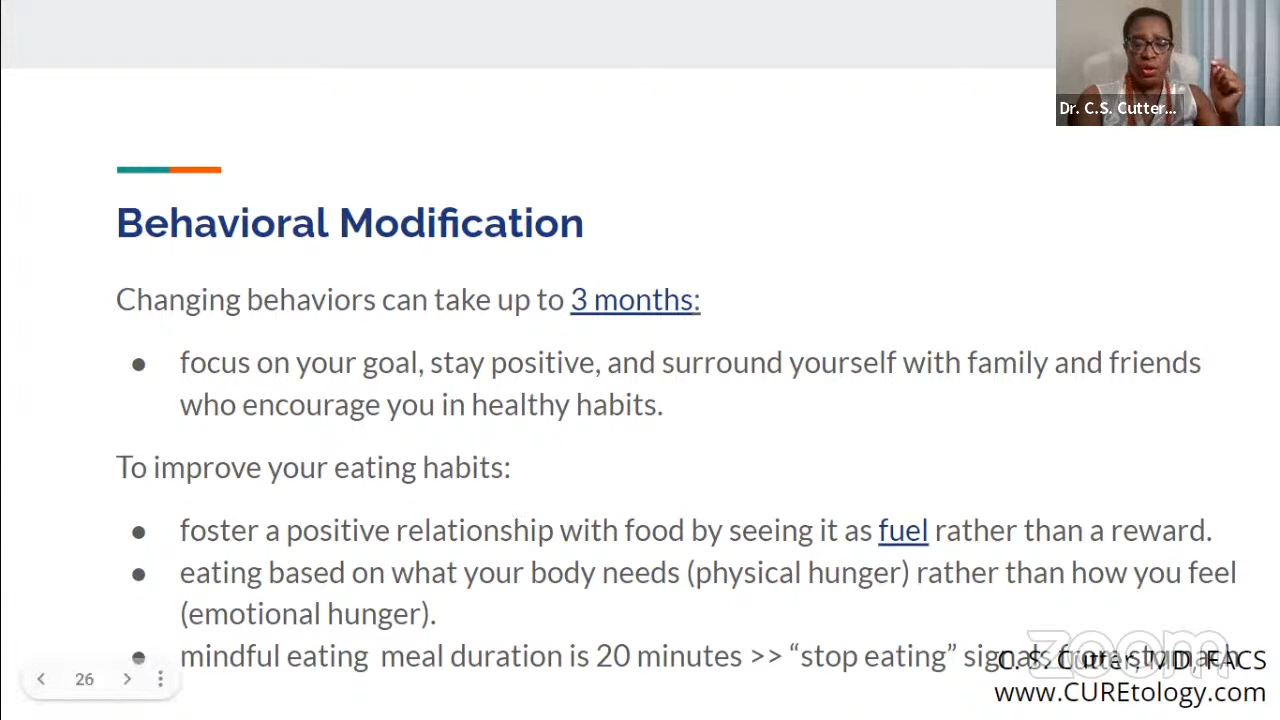 Dr. C.S. Cutter...
Behavioral Modification
Changing behaviors can take up to 3 months:
● focus on your goal, stay positive, and surround yourself with family and friends
who encourage you in healthy habits.
To improve your eating habits:
● foster a positive relationship with food by seeing it as fuel rather than a reward.
● eating based on what your body needs (physical hunger) rather than how you feel
(emotional hunger).
● mindful eating meal duration is 20 minutes >> “stop eating”
zoom
C. S. Cutter, MD, FACS
www.CUREtology.com
26